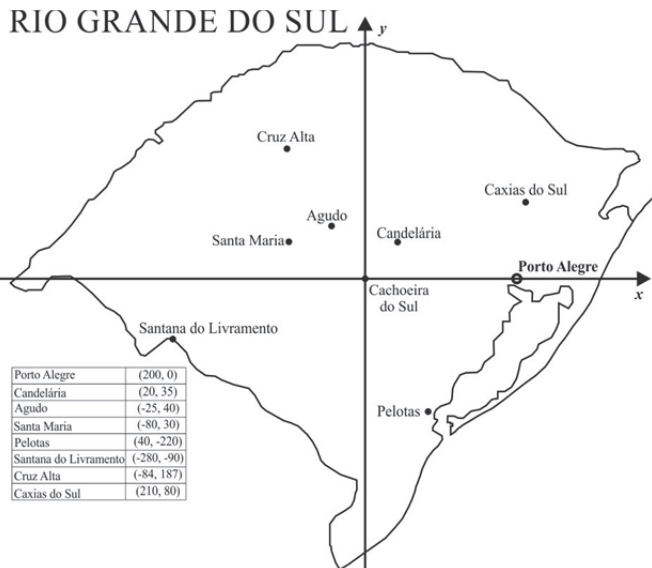 RIO GRANDE DO SUL
y
Cruz Alta
Caxias do Sul
Agudo
Santa Maria
Candelária
Porto Alegre
x
Cachoeira
do Sul
Santana do Livramento
Pelotas
Porto Alegre (200, 0)
Candelária (20, 35)
Agudo (-25, 40)
Santa Maria (-80, 30)
Pelotas (40, -220)
Santana do Livramento (-280, -90)
Cruz Alta (-84, 187)
Caxias do Sul (210, 80)